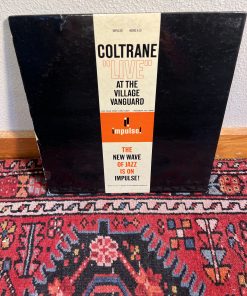 COLTRANE
"LIVE"
AT THE
VILLAGE
VANGUARD
impulse!
THE
NEW WAVE
OF JAZZ
IS ON
IMPULSE!